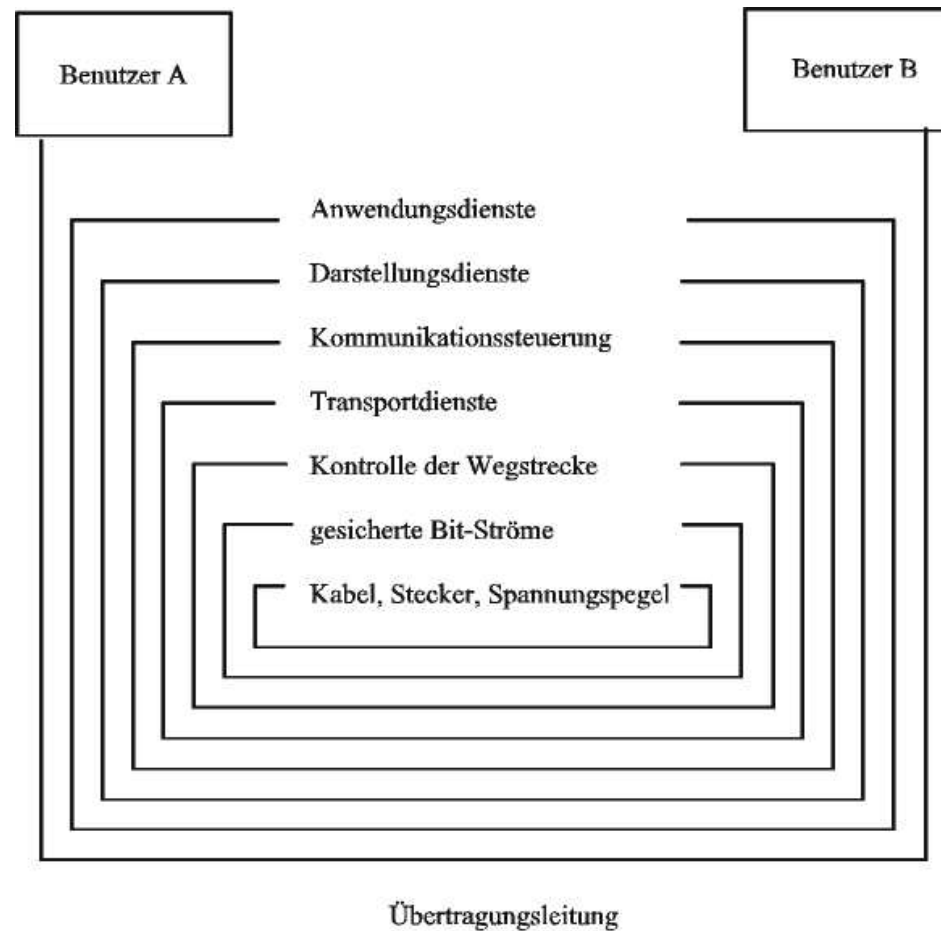 Benutzer A
Benutzer B
Anwendungsdienste
Darstellungsdienste
Kommunikationssteuerung
Transportdienste
Kontrolle der Wegstrecke
gesicherte Bit-Ströme
Kabel, Stecker, Spannungspegel
Übertragungsleitung